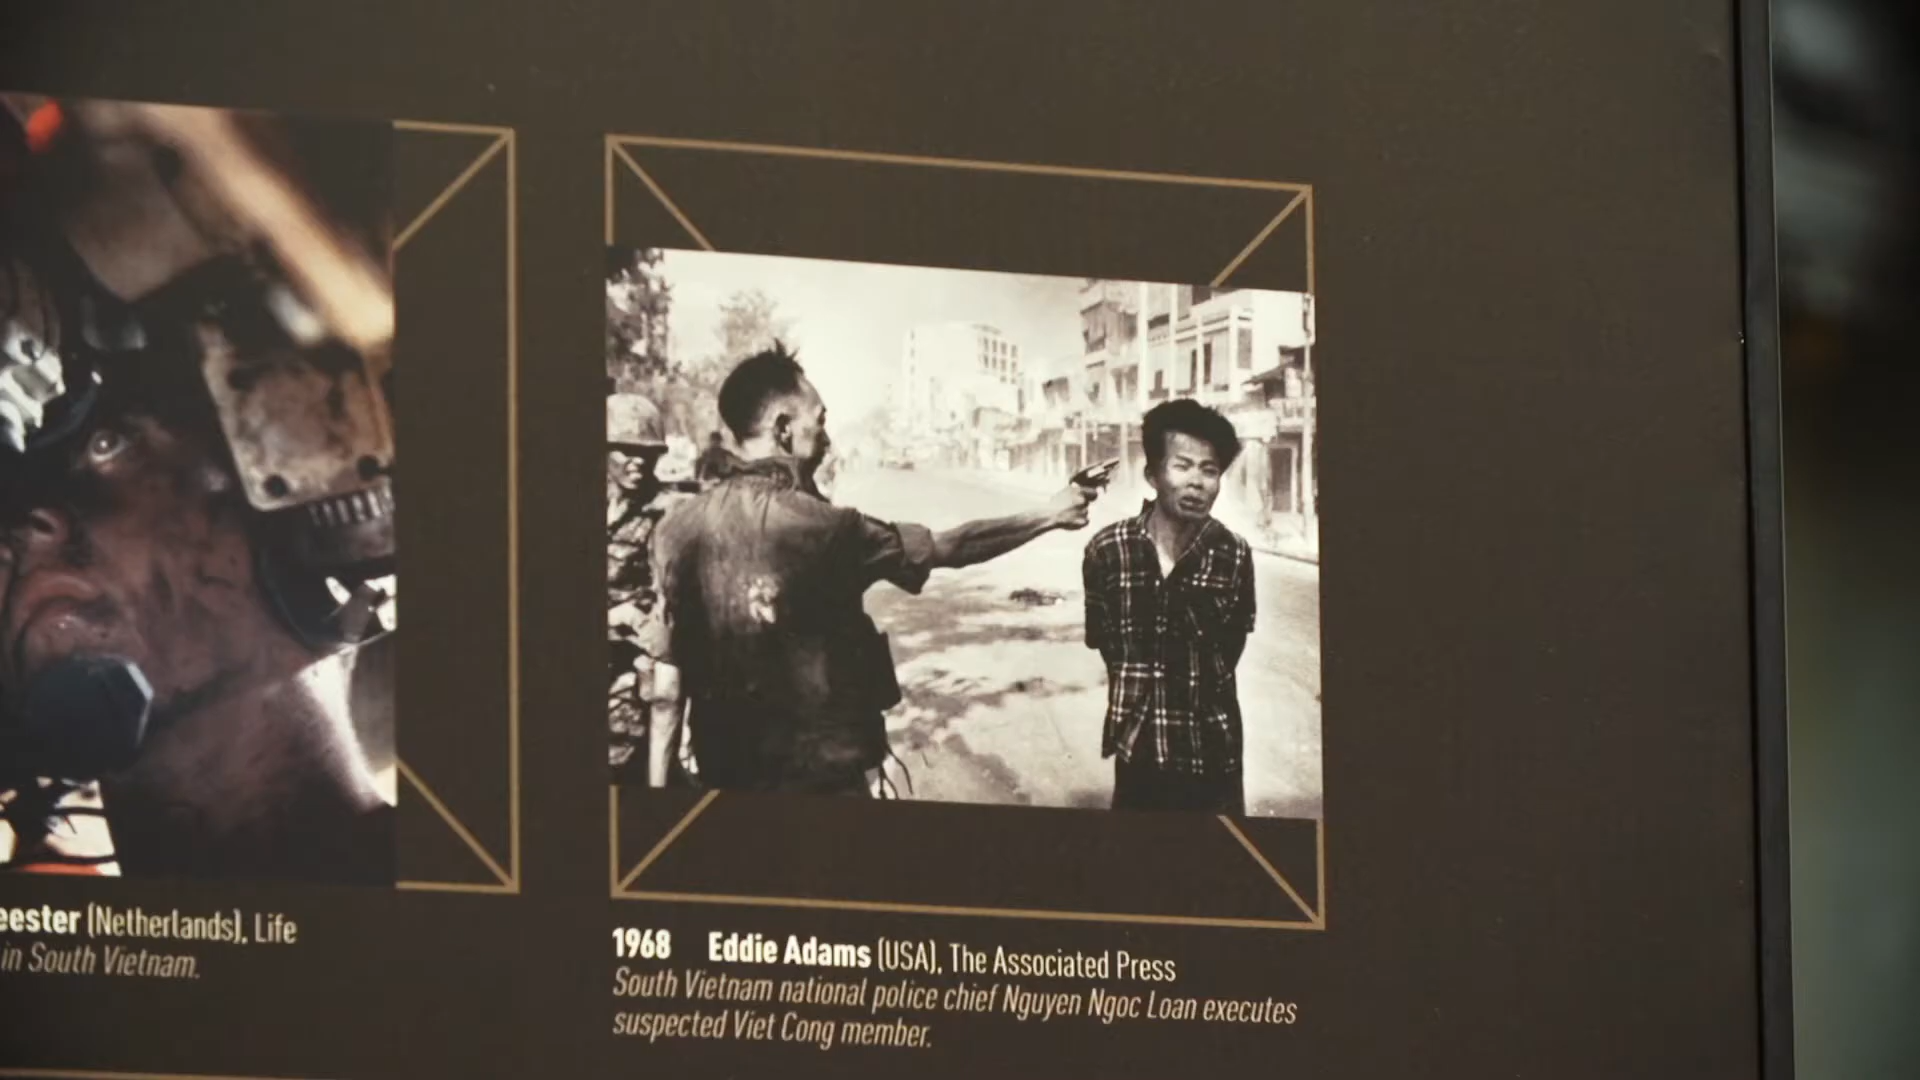 (Netherlands), Life
in South Vietnam.
1968 Eddie Adams (USA), The Associated Press
South Vietnam national police chief Nguyen Ngoc Loan executes
suspected Viet Cong member.